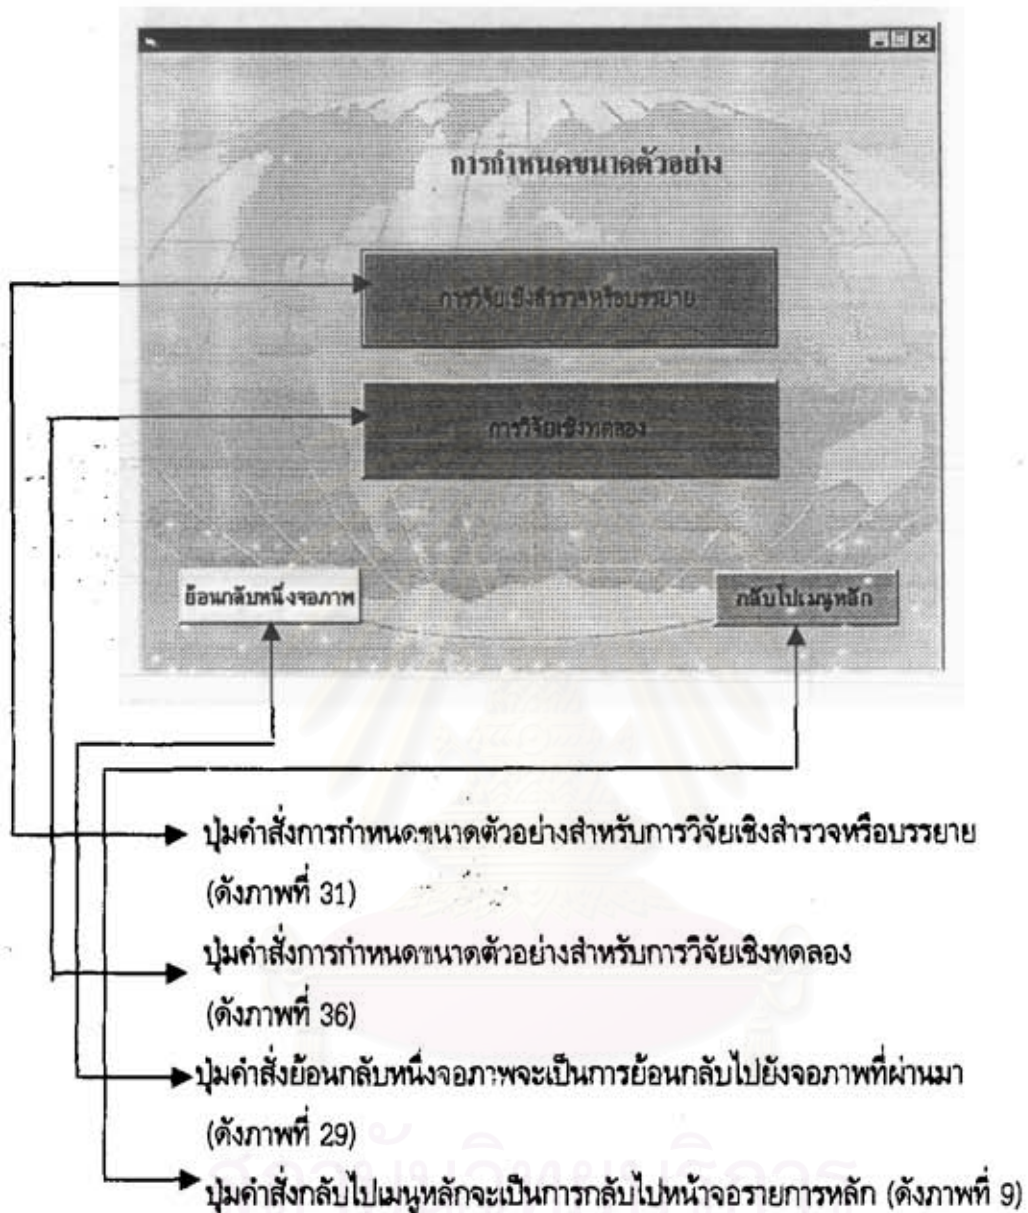 การกำหนดขนาดตัวอย่าง
การวิจัยเชิงสำรวจหรือบรรยาย
การวิจัยเชิงทดลอง
ย้อนกลับหนึ่งจอภาพ
กลับไปเมนูหลัก
ปุ่มคำสั่งการกำหนดขนาดตัวอย่างสำหรับการวิจัยเชิงสำรวจหรือบรรยาย
(ดังภาพที่ 31)
ปุ่มคำสั่งการกำหนดขนาดตัวอย่างสำหรับการวิจัยเชิงทดลอง
(ดังภาพที่ 36)
ปุ่มคำสั่งย้อนกลับหนึ่งจอภาพจะเป็นการย้อนกลับไปยังจอภาพที่ผ่านมา
(ดังภาพที่ 29)
สถาบันวิทยบริการ
ปุ่มคำสั่งกลับไปเมนูหลักจะเป็นการกลับไปหน้าจอรายการหลัก (ดังภาพที่ 9)